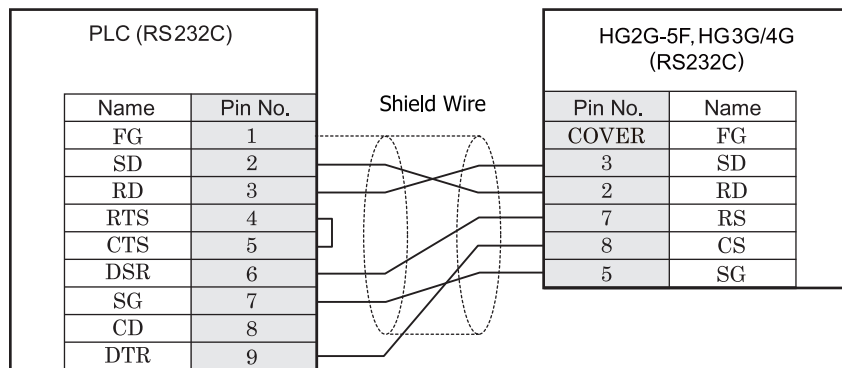 PLC (RS232C)
Name Pin No.
FG 1
SD 2
RD 3
RTS 4
CTS 5
DSR 6
SG 7
CD 8
DTR 9
Shield Wire
HG2G-5F, HG3G/4G
(RS232C)
Pin No. Name
COVER FG
3 SD
2 RD
7 RS
8 CS
5 SG